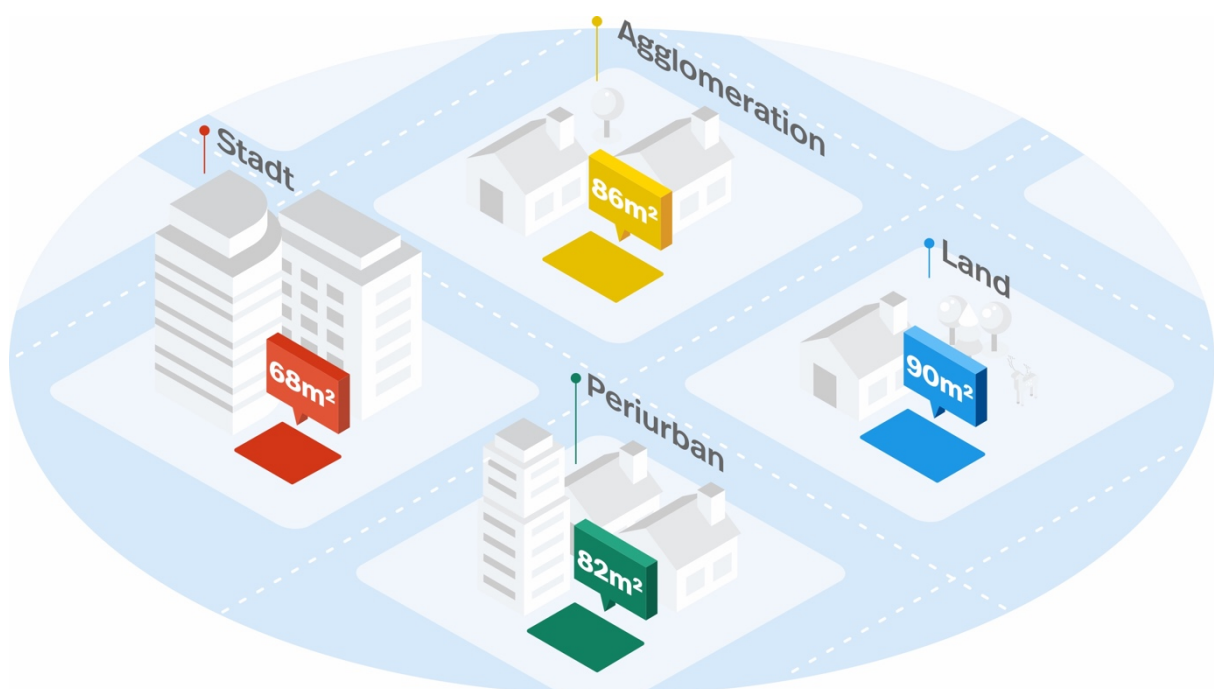 Agglomeration
86m²
Stadt
68m²
Land
90m²
Periurban
82m²